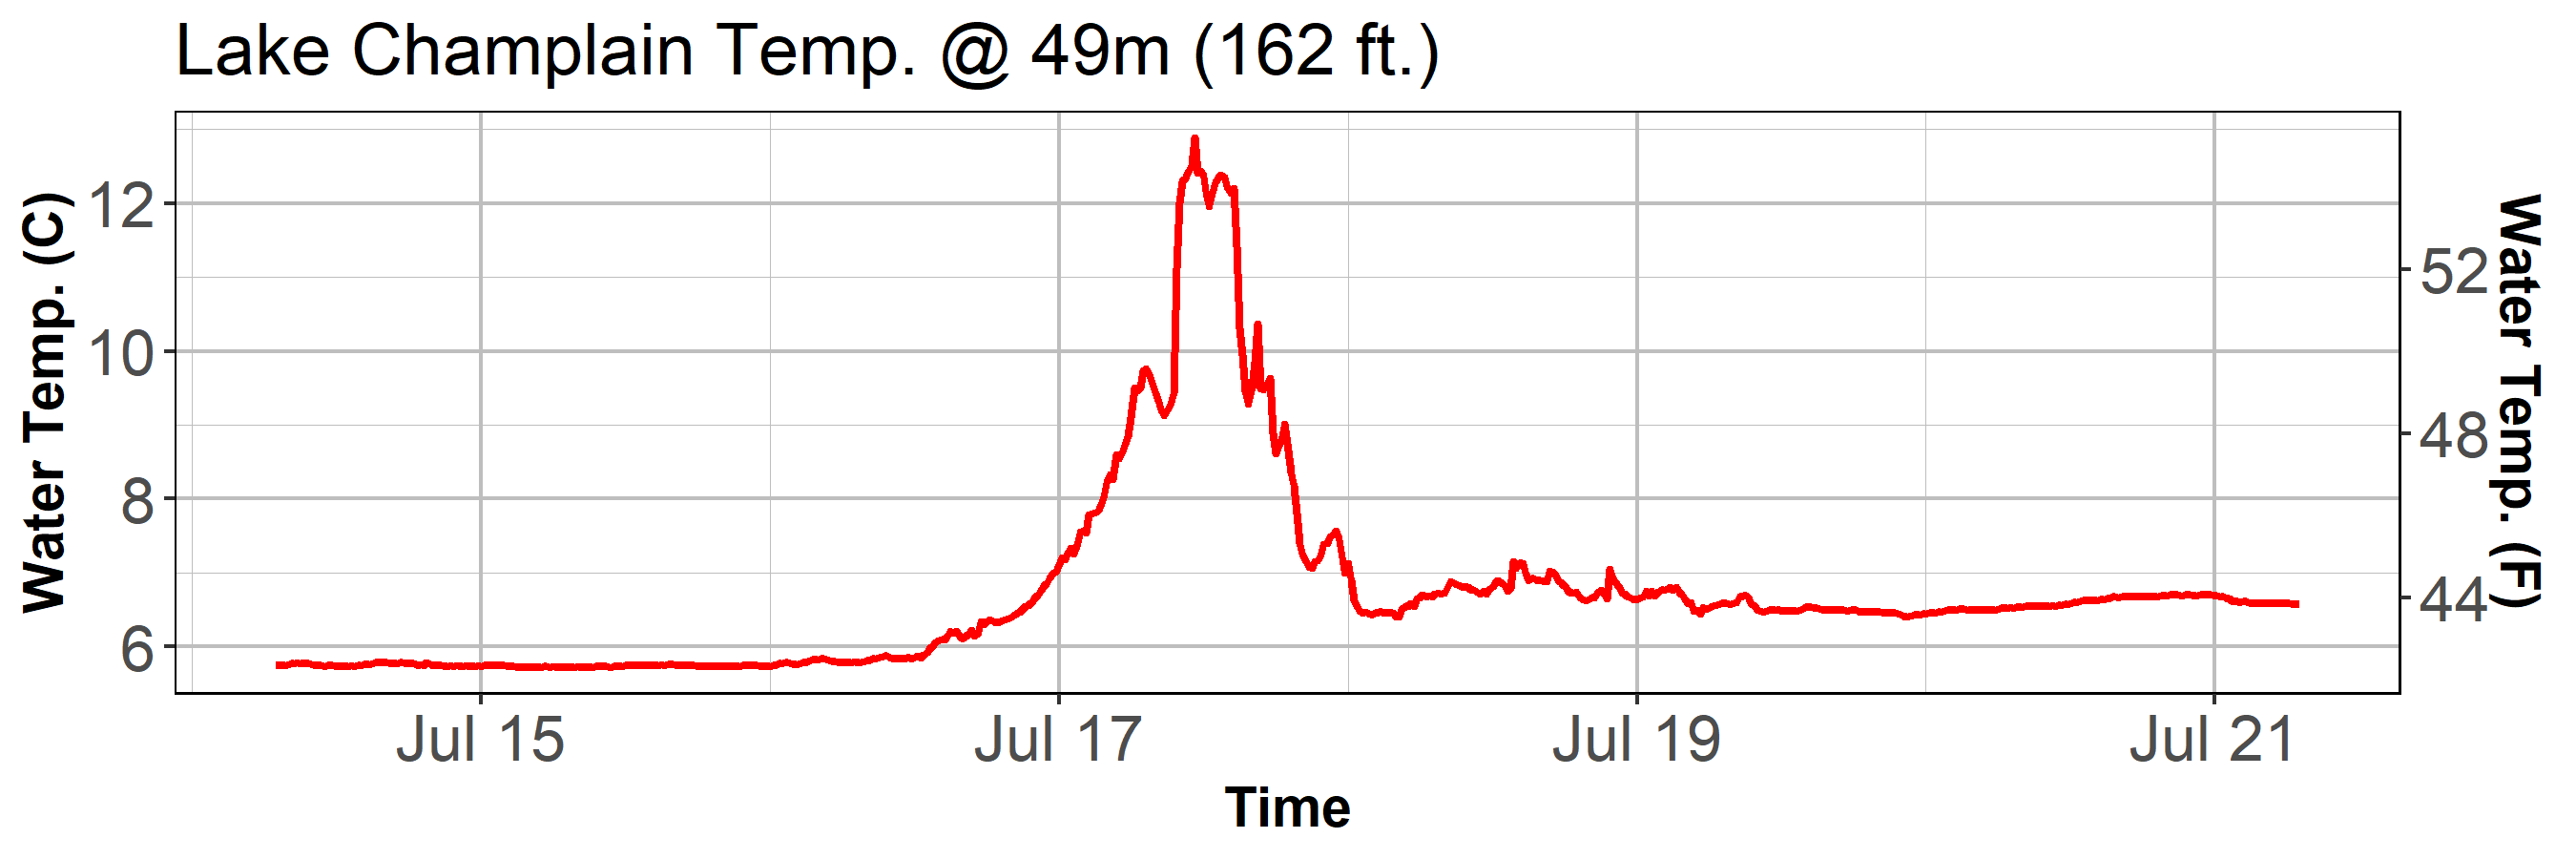 Lake Champlain Temp. @ 49m (162 ft.)
Water Temp. (C)
12
10
8
6
52
48
44
Water Temp. (F)
Jul 15
Jul 17
Jul 19
Jul 21
Time